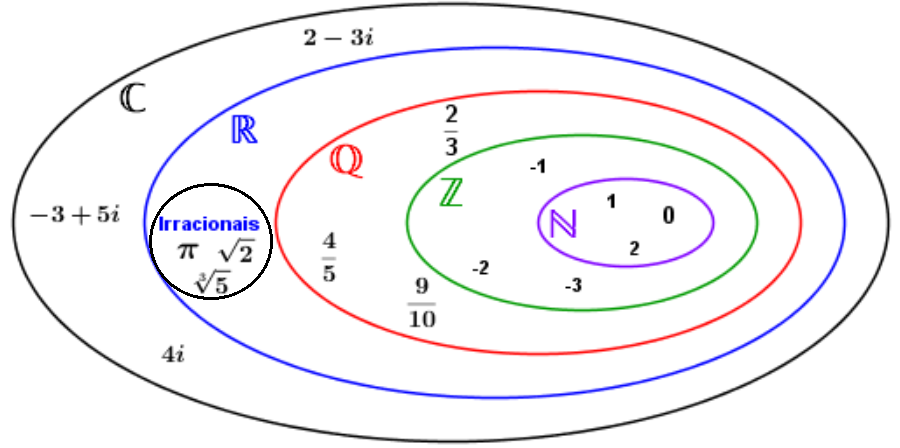 2 − 3i
ℂ
ℝ
2/3
ℚ
-1
ℤ
1
0
ℕ
−3 + 5i
Irracionais
π √2
∛5
4/5
2
-2
-3
9/10
4i